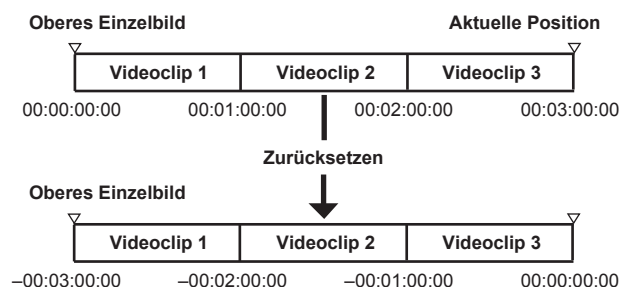 Oberes Einzelbild Aktuelle Position
Videoclip 1 Videoclip 2 Videoclip 3
00:00:00:00 00:01:00:00 00:02:00:00 00:03:00:00
Zurücksetzen
Oberes Einzelbild
Videoclip 1 Videoclip 2 Videoclip 3
–00:03:00:00 –00:02:00:00 –00:01:00:00 00:00:00:00